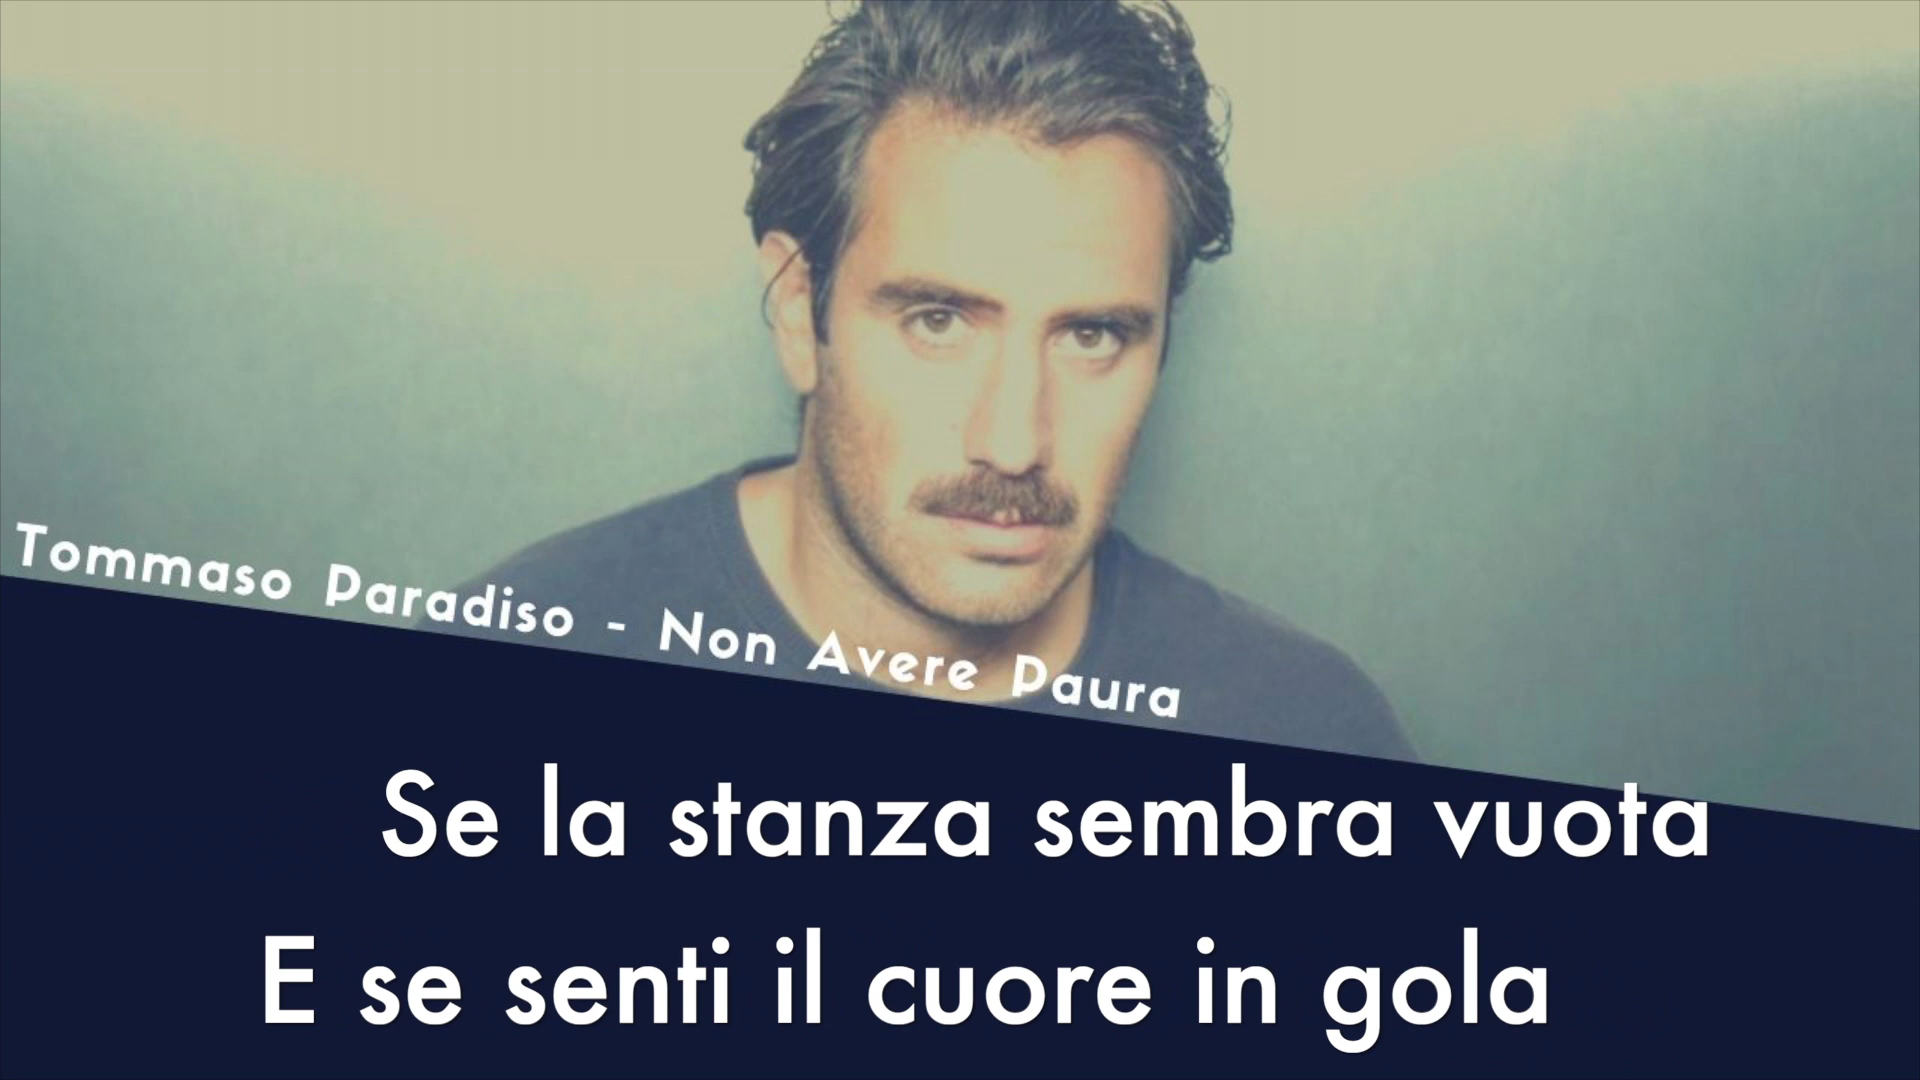 Tommaso Paradiso - Non Avere Paura
Se la stanza sembra vuota
E se senti il cuore in gola